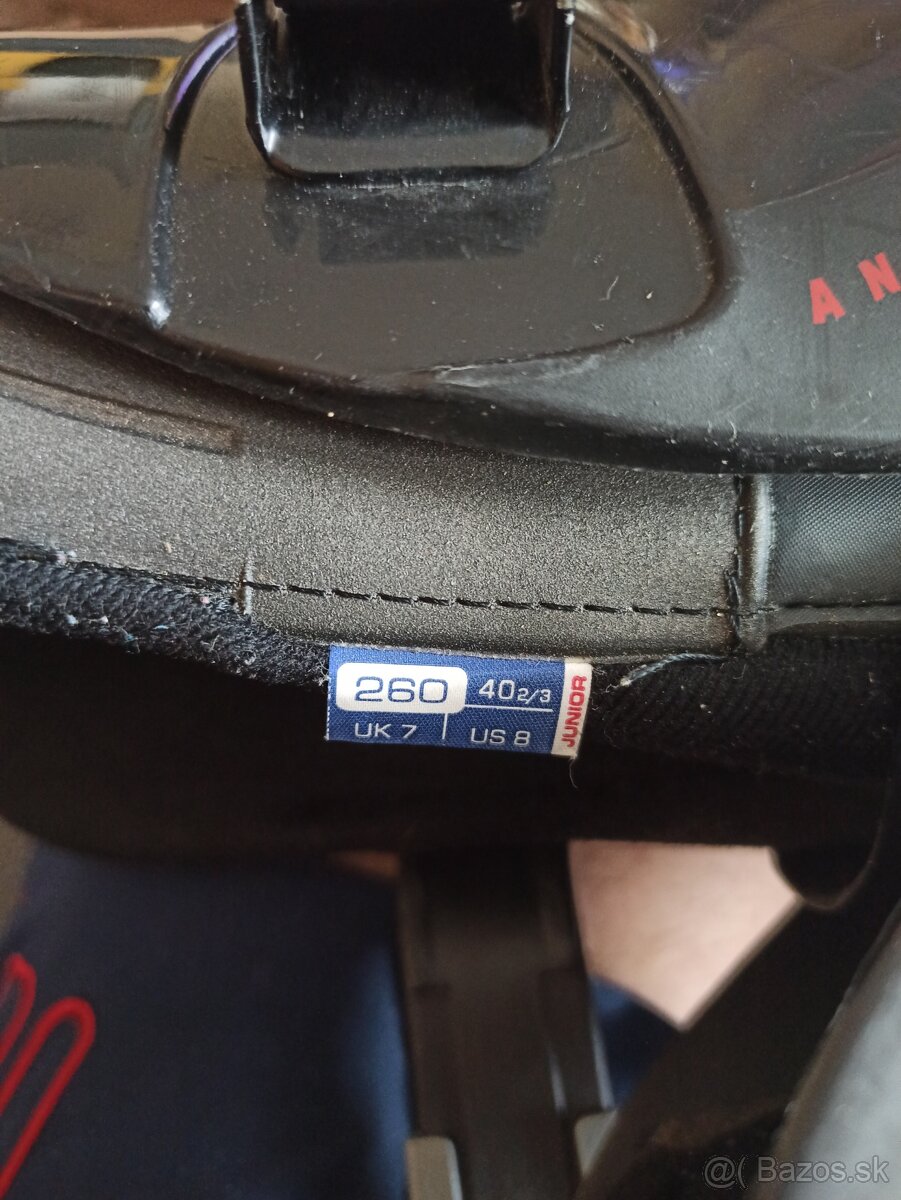 AN
260 40 2/3
UK 7 US 8
JUNIOR
@( Bazos.sk